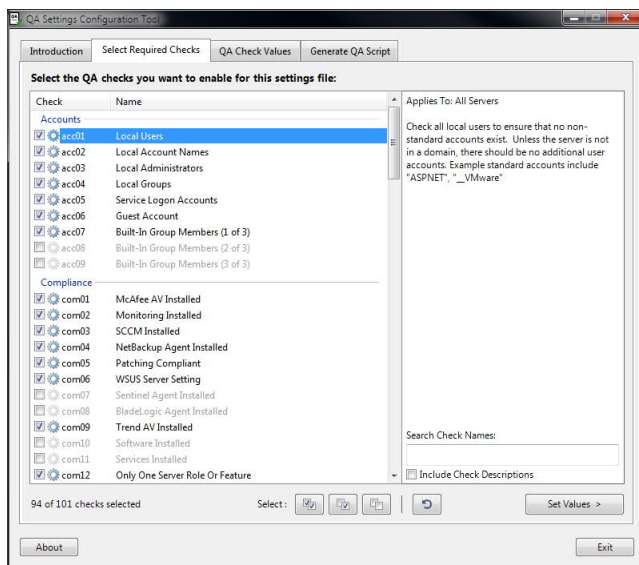 QA Settings Configuration Tool
Introduction
Select Required Checks
QA Check Values
Generate QA Script
Select the QA checks you want to enable for this settings file:
Check Name
Accounts
acc01 Local Users
acc02 Local Account Names
acc03 Local Administrators
acc04 Local Groups
acc05 Service Logon Accounts
acc06 Guest Account
acc07 Built-In Group Members (1 of 3)
acc08 Built-In Group Members (2 of 3)
acc09 Built-In Group Members (3 of 3)
Compliance
com01 McAfee AV Installed
com02 Monitoring Installed
com03 SCCM Installed
com04 NetBackup Agent Installed
com05 Patching Compliant
com06 WSUS Server Setting
com07 Sentinel Agent Installed
com08 BladeLogic Agent Installed
com09 Trend AV Installed
com10 Software Installed
com11 Services Installed
com12 Only One Server Role Or Feature
Applies To: All Servers
Check all local users to ensure that no non-
standard accounts exist. Unless the server is not
in a domain, there should be no additional user
accounts. Example standard accounts include
"ASPNET", "__VMware"
Search Check Names:
Include Check Descriptions
94 of 101 checks selected
Select :
Set Values >
About
Exit